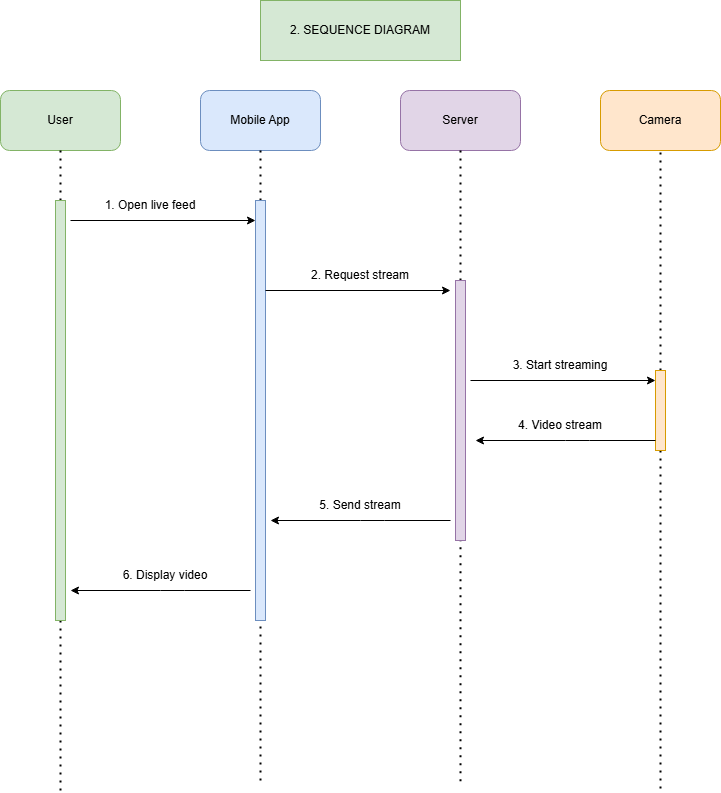 2. SEQUENCE DIAGRAM
User
Mobile App
Server
Camera
1. Open live feed
2. Request stream
3. Start streaming
4. Video stream
5. Send stream
6. Display video